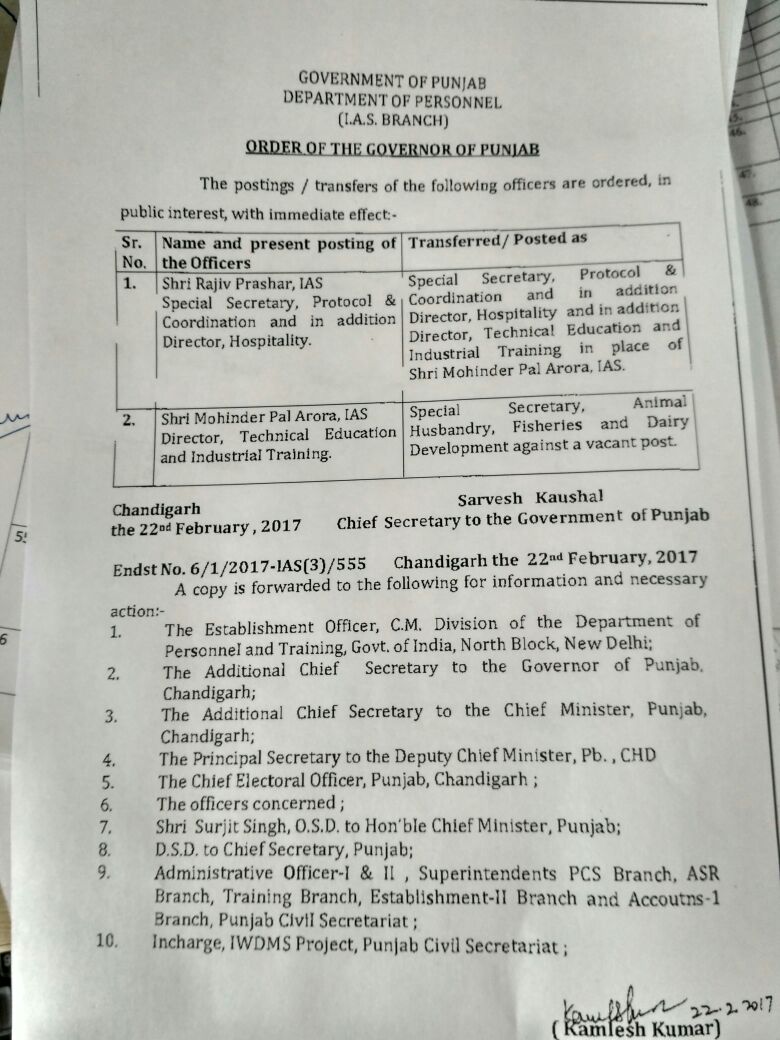 GOVERNMENT OF PUNJAB
DEPARTMENT OF PERSONNEL
(I.A.S. BRANCH)
ORDER OF THE GOVERNOR OF PUNJAB
The postings / transfers of the following officers are ordered, in
public interest, with immediate effect:-
Sr. No.
Name and present posting of
the Officers
Transferred/ Posted as
1.
Shri Rajiv Prashar, IAS
Special Secretary, Protocol &
Coordination and in addition
Director, Hospitality.
Special Secretary, Protocol &
Coordination and in addition
Director, Hospitality and in addition
Director, Technical Education and
Industrial Training in place of
Shri Mohinder Pal Arora, IAS.
2.
Shri Mohinder Pal Arora, IAS
Director, Technical Education
and Industrial Training.
Special Secretary, Animal
Husbandry, Fisheries and Dairy
Development against a vacant post.
Chandigarh
the 22nd February, 2017
Sarvesh Kaushal
Chief Secretary to the Government of Punjab
Endst No. 6/1/2017-IAS(3)/555 Chandigarh the 22nd February, 2017
A copy is forwarded to the following for information and necessary
action:-
1. The Establishment Officer, C.M. Division of the Department of
Personnel and Training, Govt. of India, North Block, New Delhi;
2. The Additional Chief Secretary to the Governor of Punjab,
Chandigarh;
3. The Additional Chief Secretary to the Chief Minister, Punjab,
Chandigarh;
4. The Principal Secretary to the Deputy Chief Minister, Pb. , CHD
5. The Chief Electoral Officer, Punjab, Chandigarh ;
6. The officers concerned ;
7. Shri Surjit Singh, O.S.D. to Hon'ble Chief Minister, Punjab;
8. D.S.D. to Chief Secretary, Punjab;
9. Administrative Officer-I & II , Superintendents PCS Branch, ASR
Branch, Training Branch, Establishment-II Branch and Accoutns-1
Branch, Punjab Civil Secretariat ;
10. Incharge, IWDMS Project, Punjab Civil Secretariat ;
22.2.2017
(Kamlesh Kumar)
46.
47.
48.